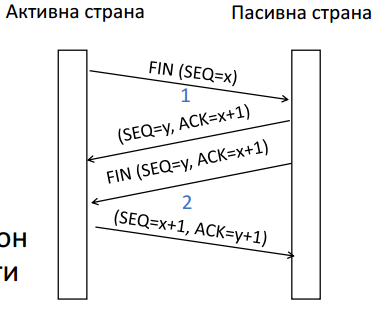 Активна страна Пасивна страна
FIN (SEQ=x)
1
(SEQ=y, ACK=x+1)
FIN (SEQ=y, ACK=x+1)
2
(SEQ=x+1, ACK=y+1)
он
ти